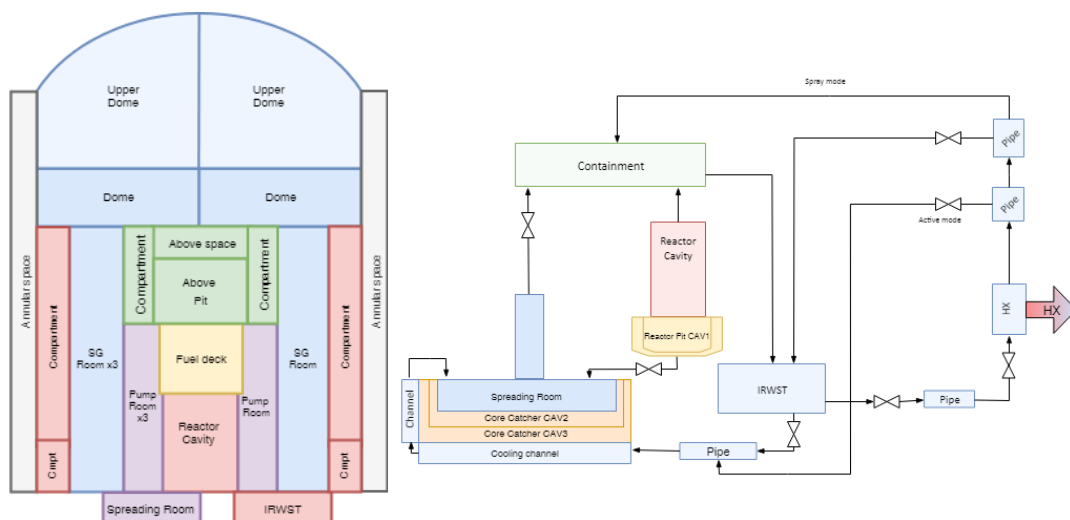 Upper
Dome
Upper
Dome
Dome
Dome
Annular space
Annular space
Compartment
Cmpt
SG
Room x3
Compartment
Above space
Above
Pit
Compartment
Fuel deck
Pump
Room
x3
Pump
Room
Reactor
Cavity
SG
Room
Compartment
Cmpt
Spreading Room
IRWST
Spray mode
Containment
Pipe
Pipe
Active mode
Reactor
Cavity
Reactor Pit CAV1
HX
HX
Channel
Spreading Room
Core Catcher CAV2
Core Catcher CAV3
Cooling channel
IRWST
Pipe
Pipe